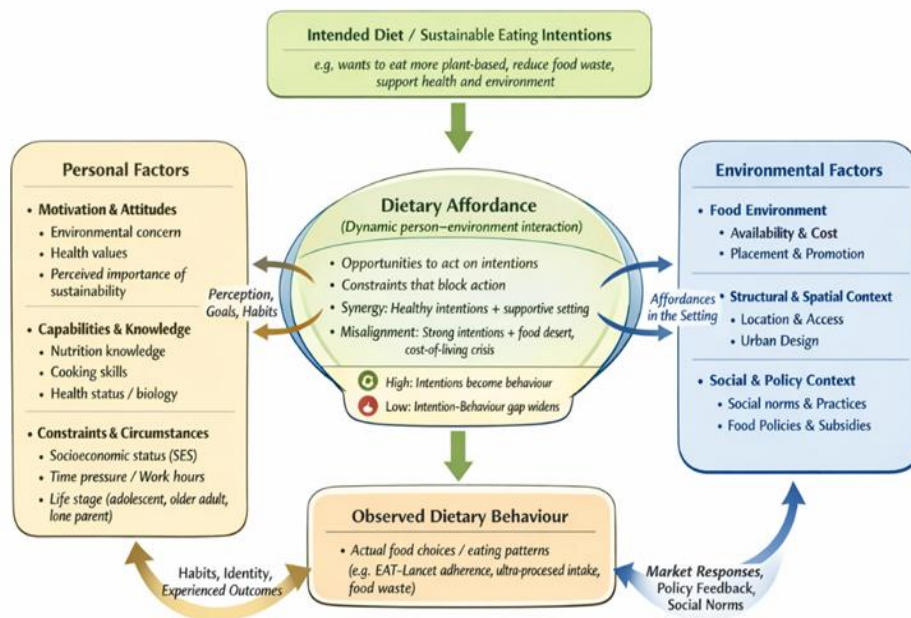 Intended Diet / Sustainable Eating Intentions
e.g. wants to eat more plant-based, reduce food waste,
support health and environment
Personal Factors
• Motivation & Attitudes
• Environmental concern
• Health values
• Perceived importance of
sustainability
• Capabilities & Knowledge
• Nutrition knowledge
• Cooking skills
• Health status / biology
• Constraints & Circumstances
• Socioeconomic status (SES)
• Time pressure / Work hours
• Life stage (adolescent, older adult,
lone parent)
Perception,
Goals, Habits
Dietary Affordance
(Dynamic person–environment interaction)
• Opportunities to act on intentions
• Constraints that block action
• Synergy: Healthy intentions + supportive setting
• Misalignment: Strong intentions + food desert,
cost-of-living crisis
High: Intentions become behaviour
Low: Intention-Behaviour gap widens
Affordances
in the Setting
Environmental Factors
• Food Environment
• Availability & Cost
• Placement & Promotion
• Structural & Spatial Context
• Location & Access
• Urban Design
• Social & Policy Context
• Social norms & Practices
• Food Policies & Subsidies
Observed Dietary Behaviour
• Actual food choices / eating patterns
(e.g. EAT–Lancet adherence, ultra-procesed intake,
food waste)
Habits, Identity,
Experienced Outcomes
Market Responses,
Policy Feedback,
Social Norms